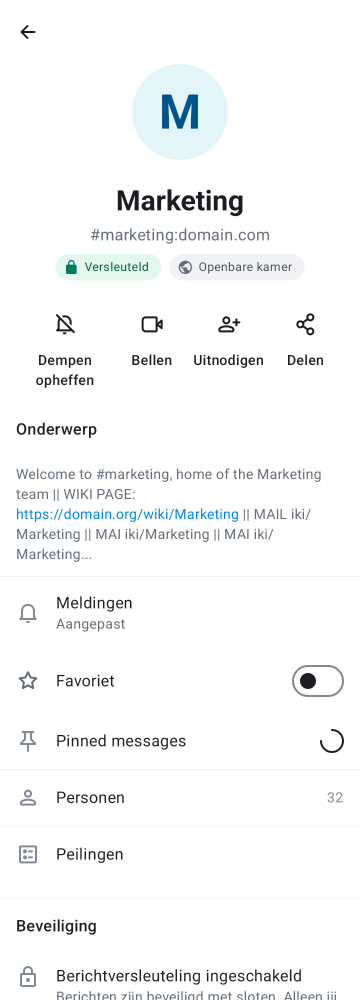 M
Marketing
#marketing:domain.com
Versleuteld
Openbare kamer
Dempen
opheffen
Bellen
Uitnodigen
Delen
Onderwerp
Welcome to #marketing, home of the Marketing
team || WIKI PAGE:
https://domain.org/wiki/Marketing || MAIL iki/
Marketing || MAI iki/Marketing || MAI iki/
Marketing...
Meldingen
Aangepast
Favoriet
Pinned messages
Personen 32
Peilingen
Beveiliging
Berichtversleuteling ingeschakeld
Berichten zijn beveiligd met sloten. Alleen jij